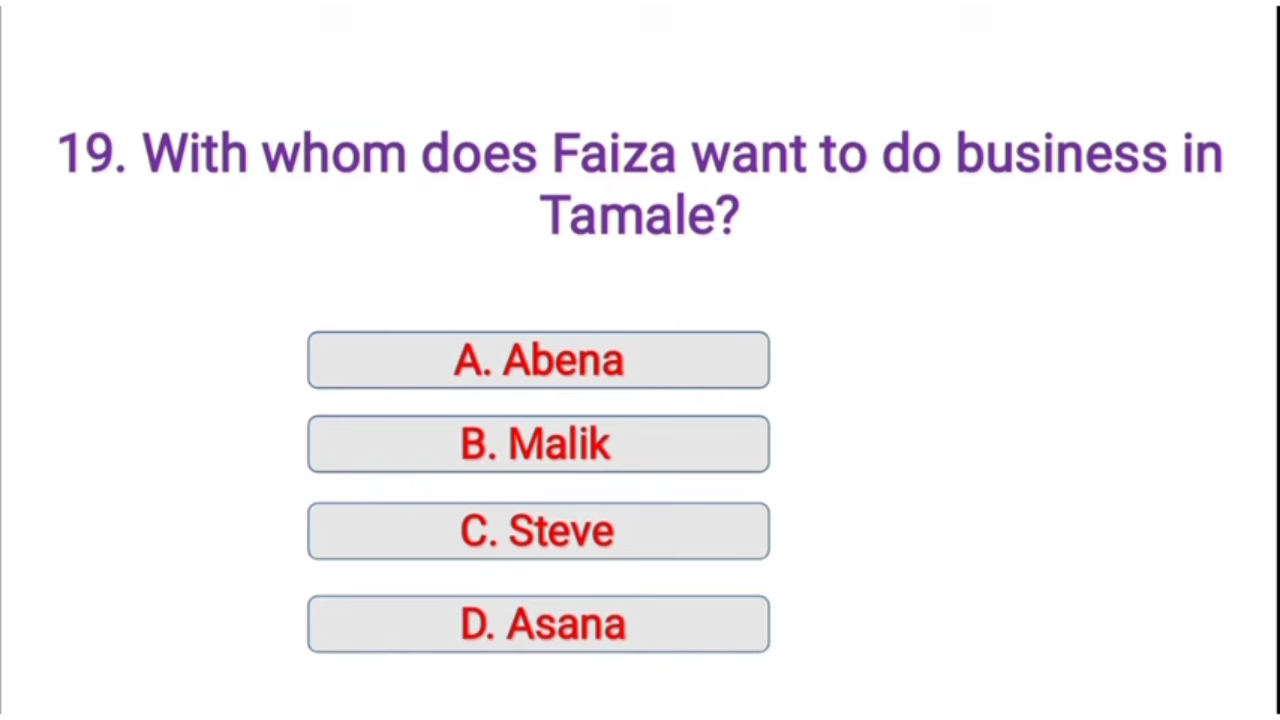 19. With whom does Faiza want to do business in
Tamale?
A. Abena
B. Malik
C. Steve
D. Asana